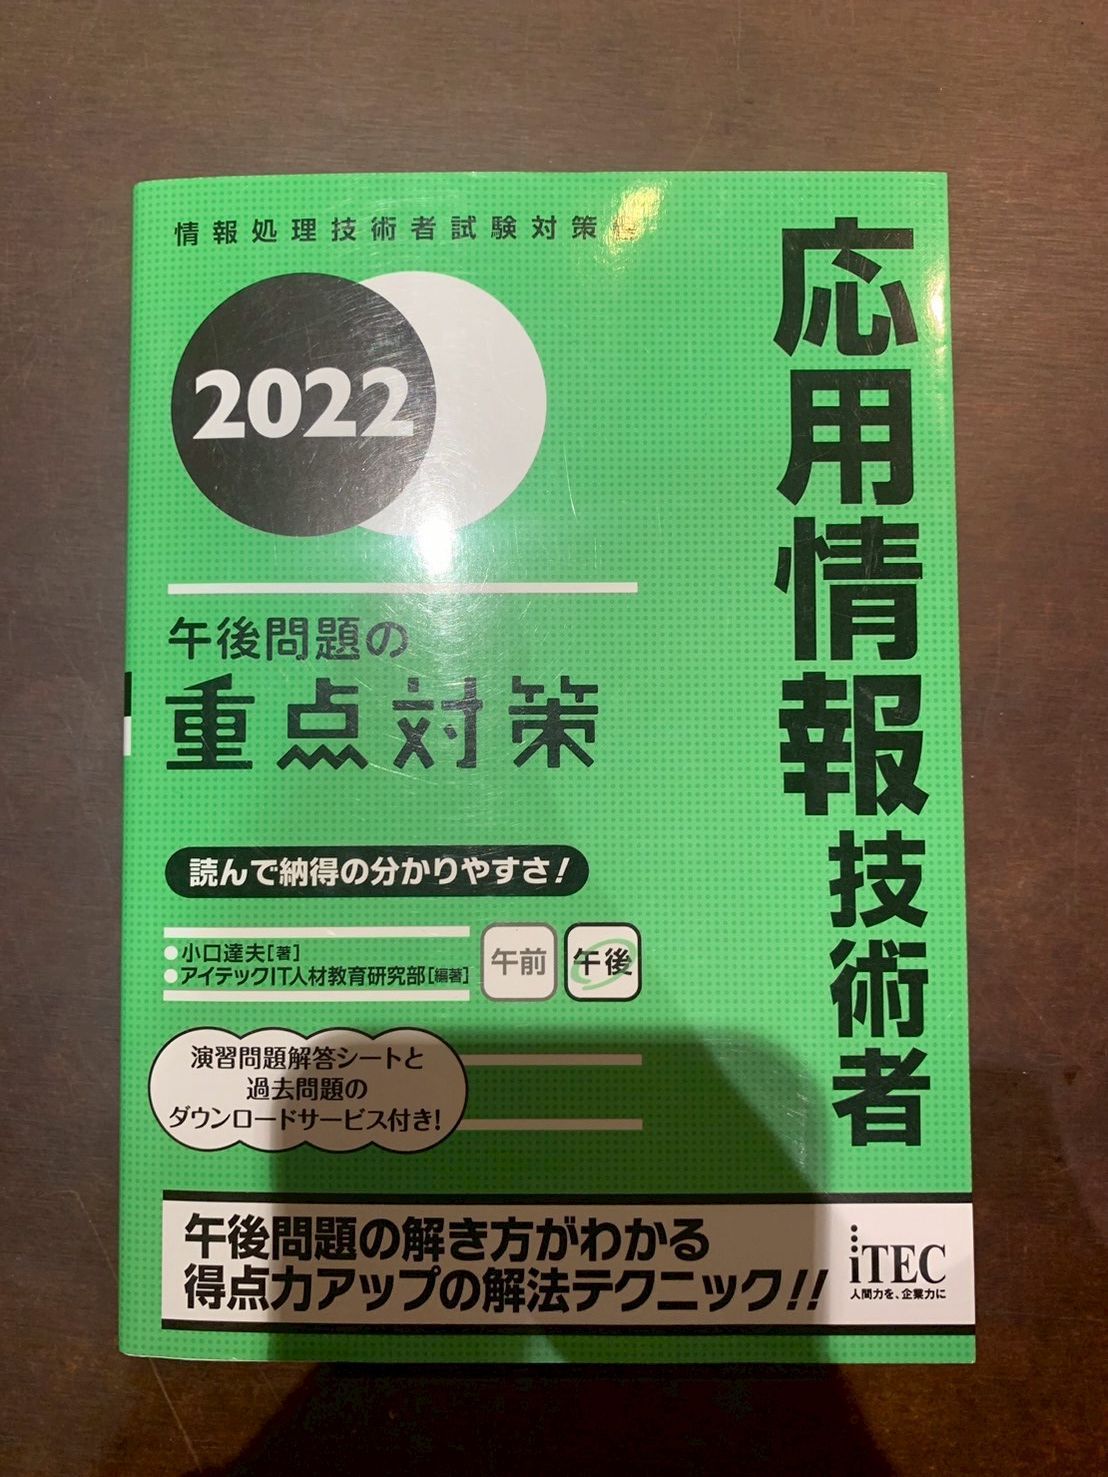 情報処理技術者試験対策書
2022
午後問題の
重点対策
読んで納得の分かりやすさ!
●小口達夫[著]
●アイテックIT人材教育研究部[編著]
午前
午後
演習問題解答シートと
過去問題の
ダウンロードサービス付き!
応用情報技術者
午後問題の解き方がわかる
得点力アップの解法テクニック!!
iTEC
人間力を、企業力に